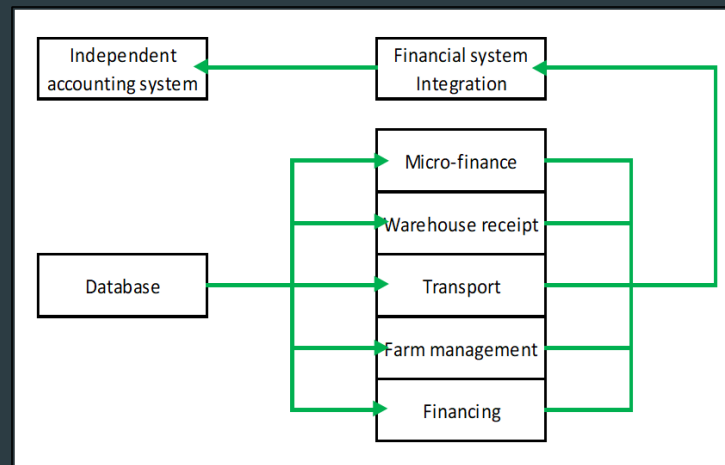 Independent
accounting system
Financial system
Integration
Micro-finance
Warehouse receipt
Database
Transport
Farm management
Financing